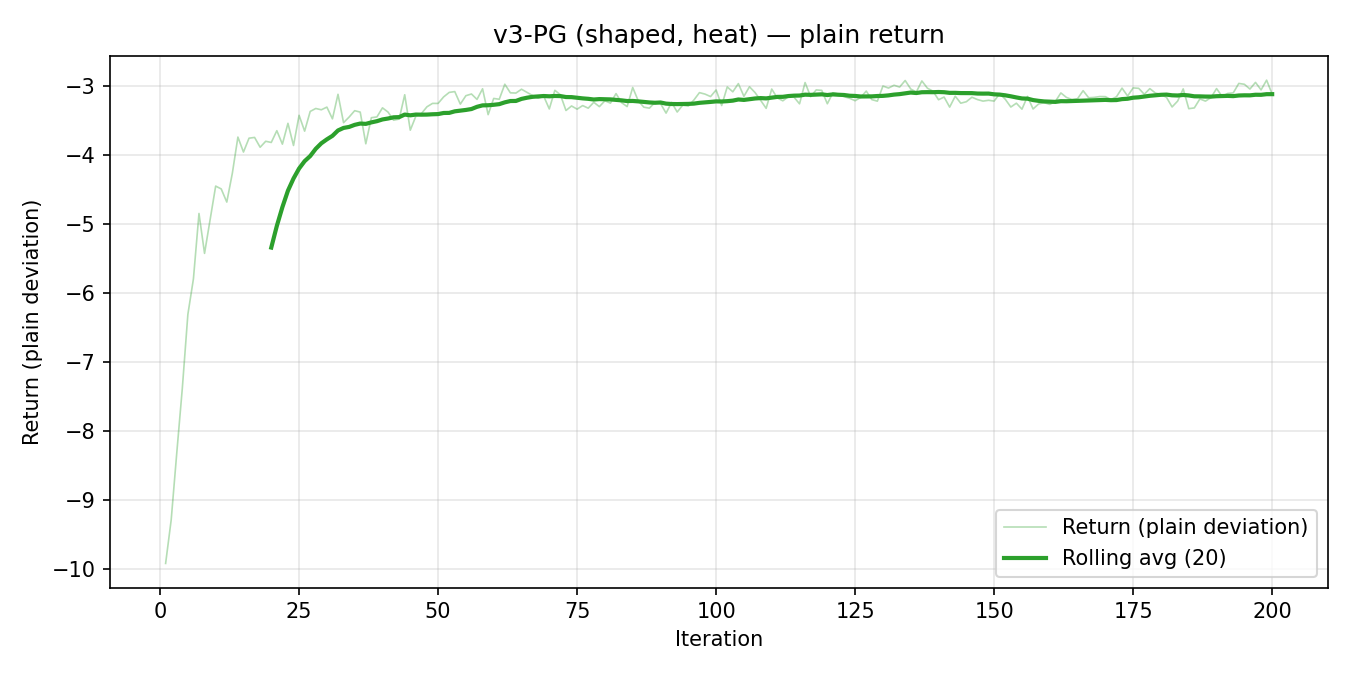 v3-PG (shaped, heat) — plain return
Return (plain deviation)
−3
−4
−5
−6
−7
−8
−9
−10
Return (plain deviation)
Rolling avg (20)
0 25 50 75 100 125 150 175 200
Iteration